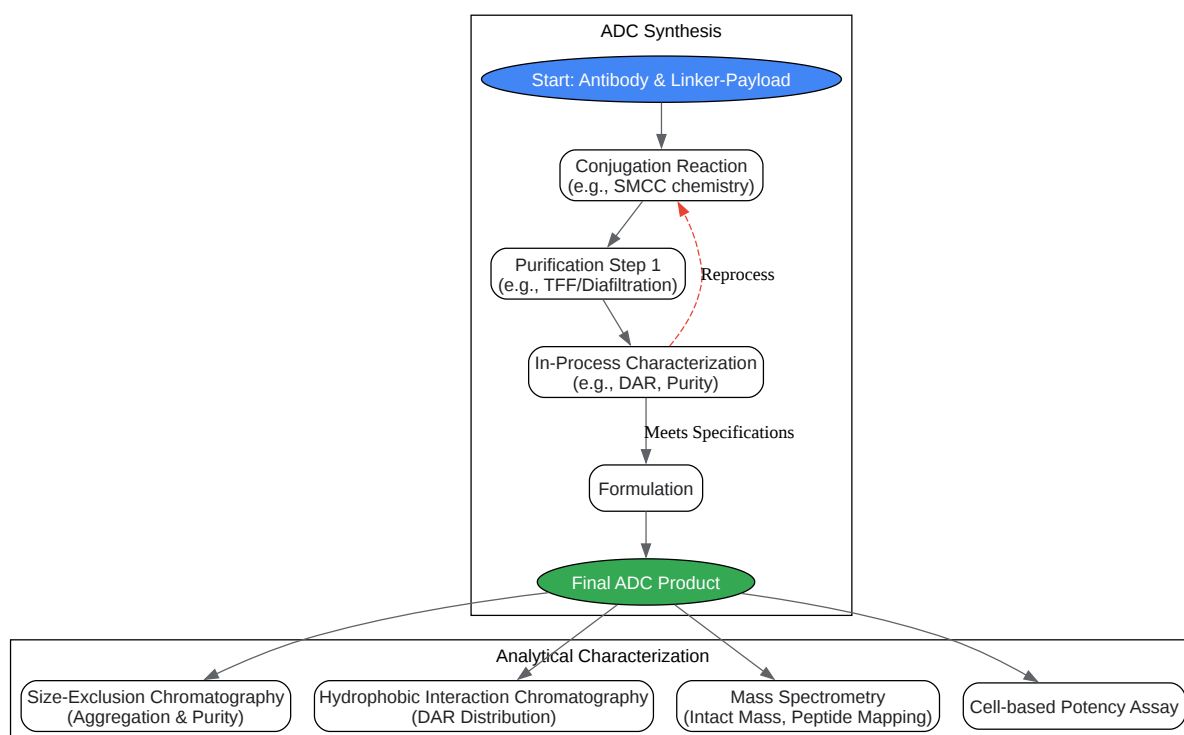 ADC Synthesis
Start: Antibody & Linker-Payload
Conjugation Reaction
(e.g., SMCC chemistry)
Purification Step 1
(e.g., TFF/Diafiltration)
Reprocess
In-Process Characterization
(e.g., DAR, Purity)
Meets Specifications
Formulation
Final ADC Product
Analytical Characterization
Size-Exclusion Chromatography
(Aggregation & Purity)
Hydrophobic Interaction Chromatography
(DAR Distribution)
Mass Spectrometry
(Intact Mass, Peptide Mapping)
Cell-based Potency Assay